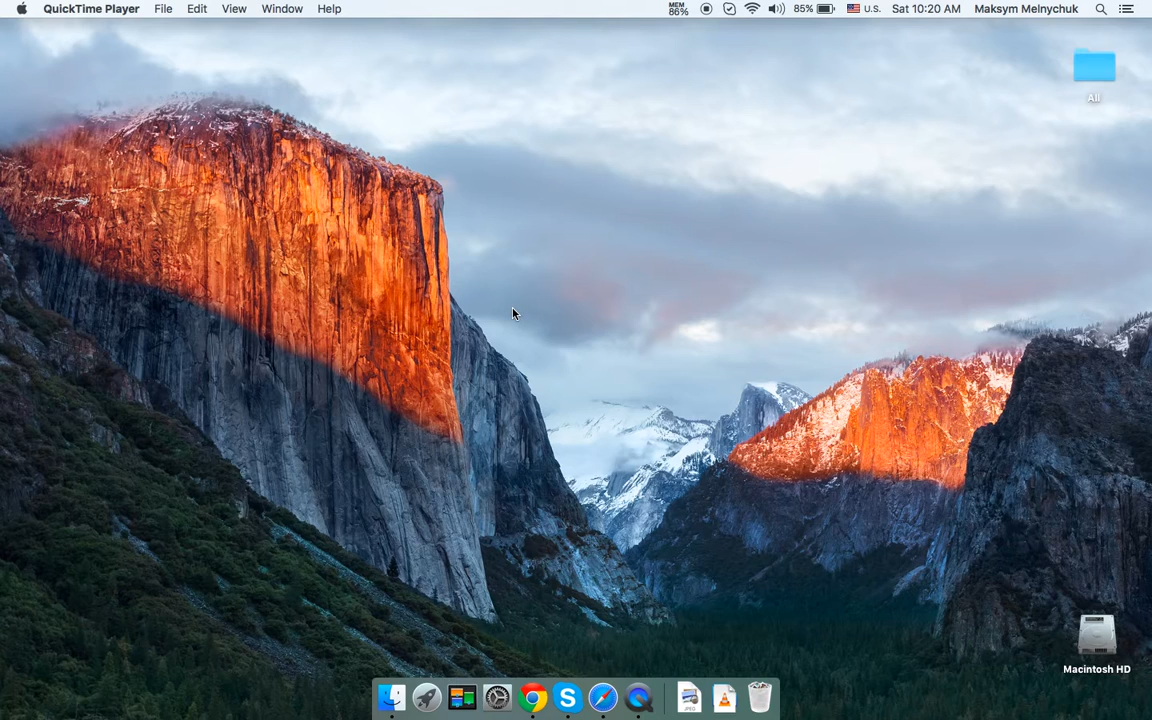 QuickTime Player File Edit View Window Help MEM 86% 85% U.S. Sat 10:20 AM Maksym Melnychuk
All
Macintosh HD
JPEG